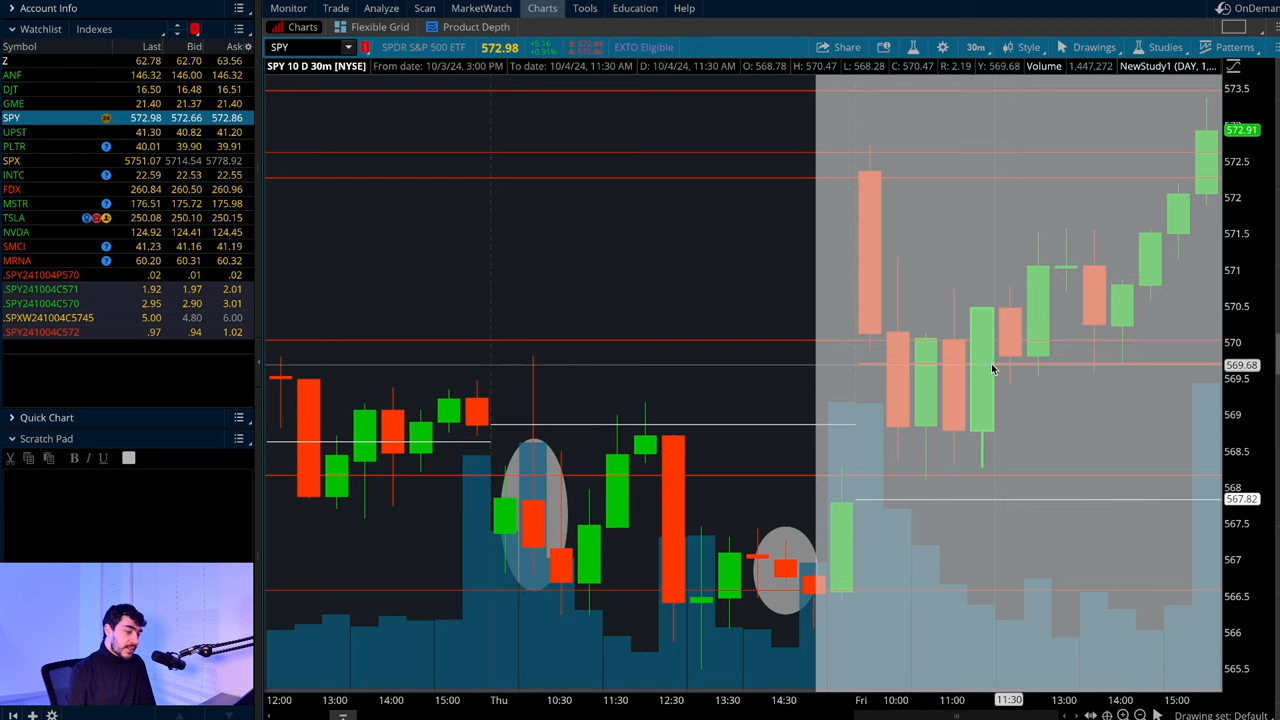 Account Info
Monitor Trade Analyze Scan MarketWatch Charts Tools Education Help
OnDeman
Watchlist Indexes
Charts Flexible Grid Product Depth
Symbol Last Bid Ask
SPY SPDR S&P 500 ETF 572.98 +5.16 +0.91% B: 572.66 A: 572.86 EXTO Eligible Share 30m Style Drawings Studies Patterns
SPY 10 D 30m [NYSE] From date: 10/3/24, 3:00 PM To date: 10/4/24, 11:30 AM D: 10/4/24, 11:30 AM O: 568.78 H: 570.47 L: 568.28 C: 570.47 R: 2.19 Y: 569.68 Volume 1,447,272 NewStudy1 (DAY, 1,...
Z 62.78 62.70 63.56
ANF 146.32 146.00 146.32
DJT 16.50 16.48 16.51
GME 21.40 21.37 21.40
SPY 572.98 572.66 572.86
UPST 41.30 40.82 41.20
PLTR 40.01 39.90 39.91
SPX 5751.07 5714.54 5778.92
INTC 22.59 22.53 22.55
FDX 260.84 260.50 260.96
MSTR 176.51 175.72 175.98
TSLA 250.08 250.10 250.15
NVDA 124.92 124.41 124.45
SMCI 41.23 41.16 41.19
MRNA 60.20 60.31 60.32
.SPY241004P570 .02 .01 .02
.SPY241004C571 1.92 1.97 2.01
.SPY241004C570 2.95 2.90 3.01
.SPXW241004C5745 5.00 4.80 6.00
.SPY241004C572 .97 .94 1.02
Quick Chart
Scratch Pad
B I U
573.5
572.91
572.5
572
571.5
571
570.5
570
569.68
569.5
569
568.5
568
567.82
567.5
567
566.5
566
565.5
12:00 13:00 14:00 15:00 Thu 10:30 11:30 12:30 14:30 Fri 10:00 11:00 11:30 13:00 14:00 15:00
Drawing set: Default